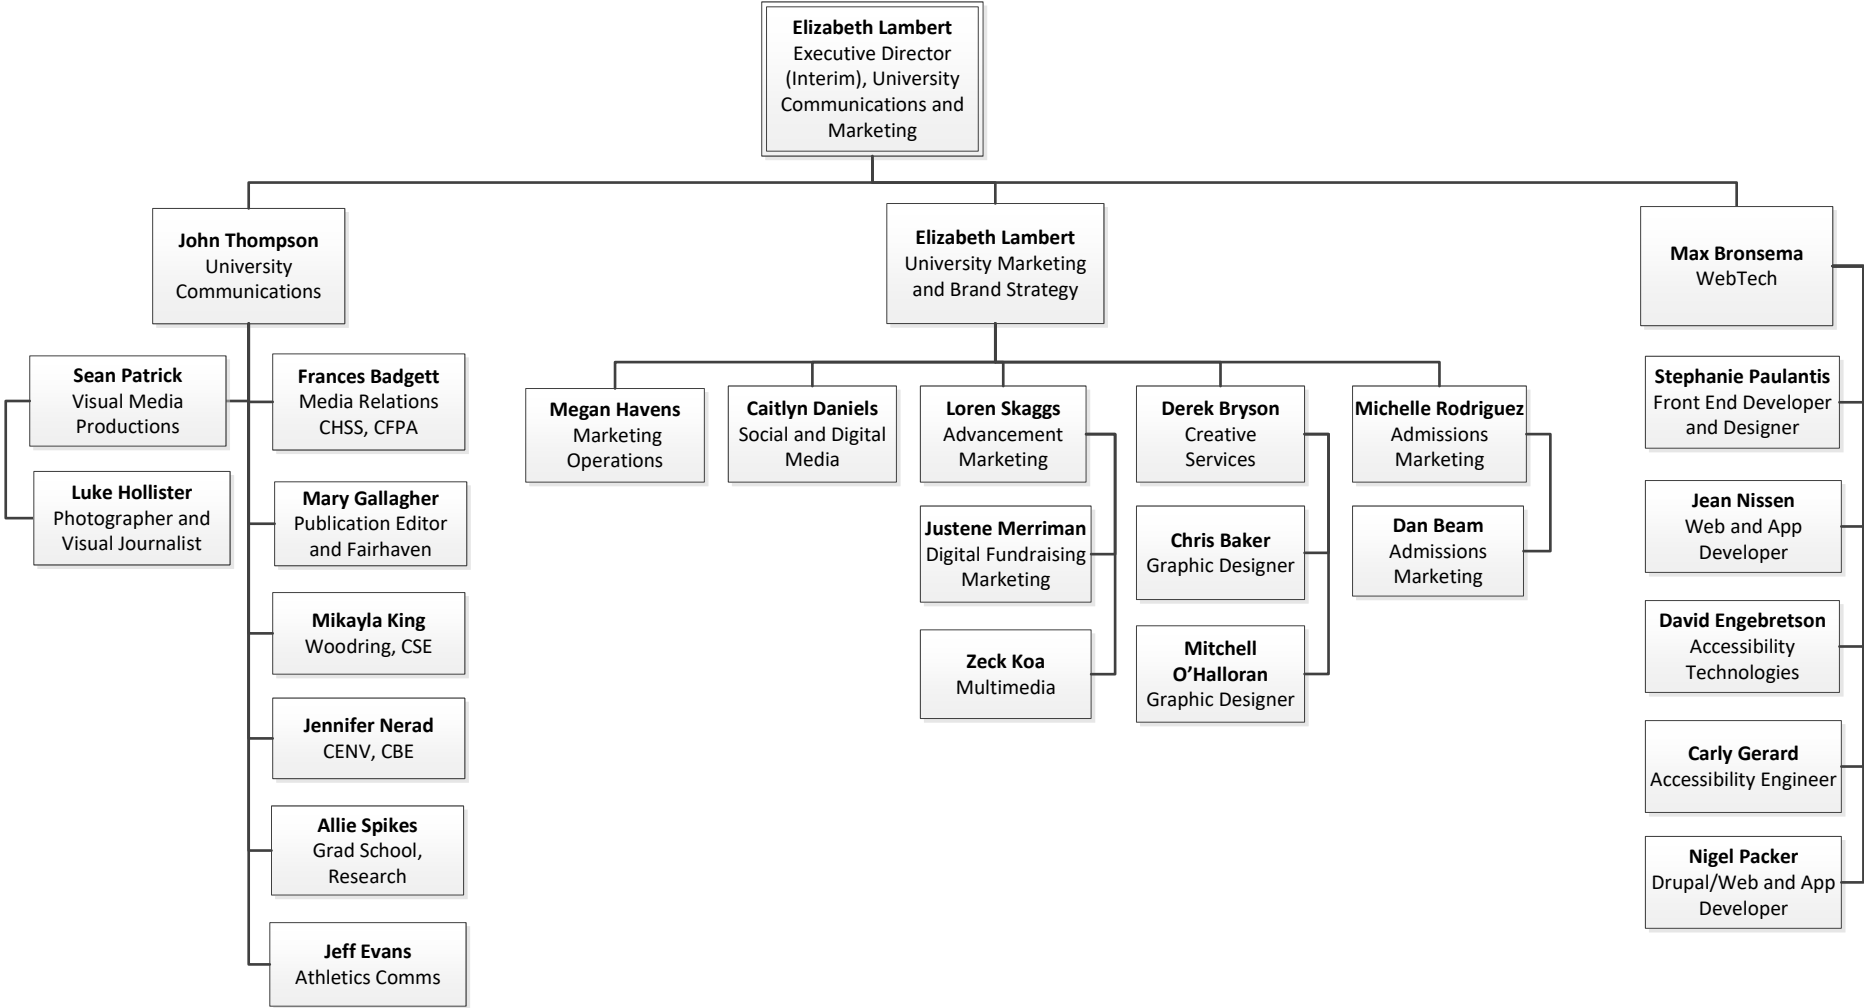 Elizabeth Lambert
Executive Director
(Interim), University
Communications and
Marketing
John Thompson
University
Communications
Elizabeth Lambert
University Marketing
and Brand Strategy
Max Bronsema
WebTech
Sean Patrick
Visual Media
Productions
Luke Hollister
Photographer and
Visual Journalist
Frances Badgett
Media Relations
CHSS, CFPA
Mary Gallagher
Publication Editor
and Fairhaven
Mikayla King
Woodring, CSE
Jennifer Nerad
CENV, CBE
Allie Spikes
Grad School,
Research
Jeff Evans
Athletics Comms
Megan Havens
Marketing
Operations
Caitlyn Daniels
Social and Digital
Media
Loren Skaggs
Advancement
Marketing
Justene Merriman
Digital Fundraising
Marketing
Zeck Koa
Multimedia
Derek Bryson
Creative
Services
Chris Baker
Graphic Designer
Mitchell
O’Halloran
Graphic Designer
Michelle Rodriguez
Admissions
Marketing
Dan Beam
Admissions
Marketing
Stephanie Paulantis
Front End Developer
and Designer
Jean Nissen
Web and App
Developer
David Engebretson
Accessibility
Technologies
Carly Gerard
Accessibility Engineer
Nigel Packer
Drupal/Web and App
Developer